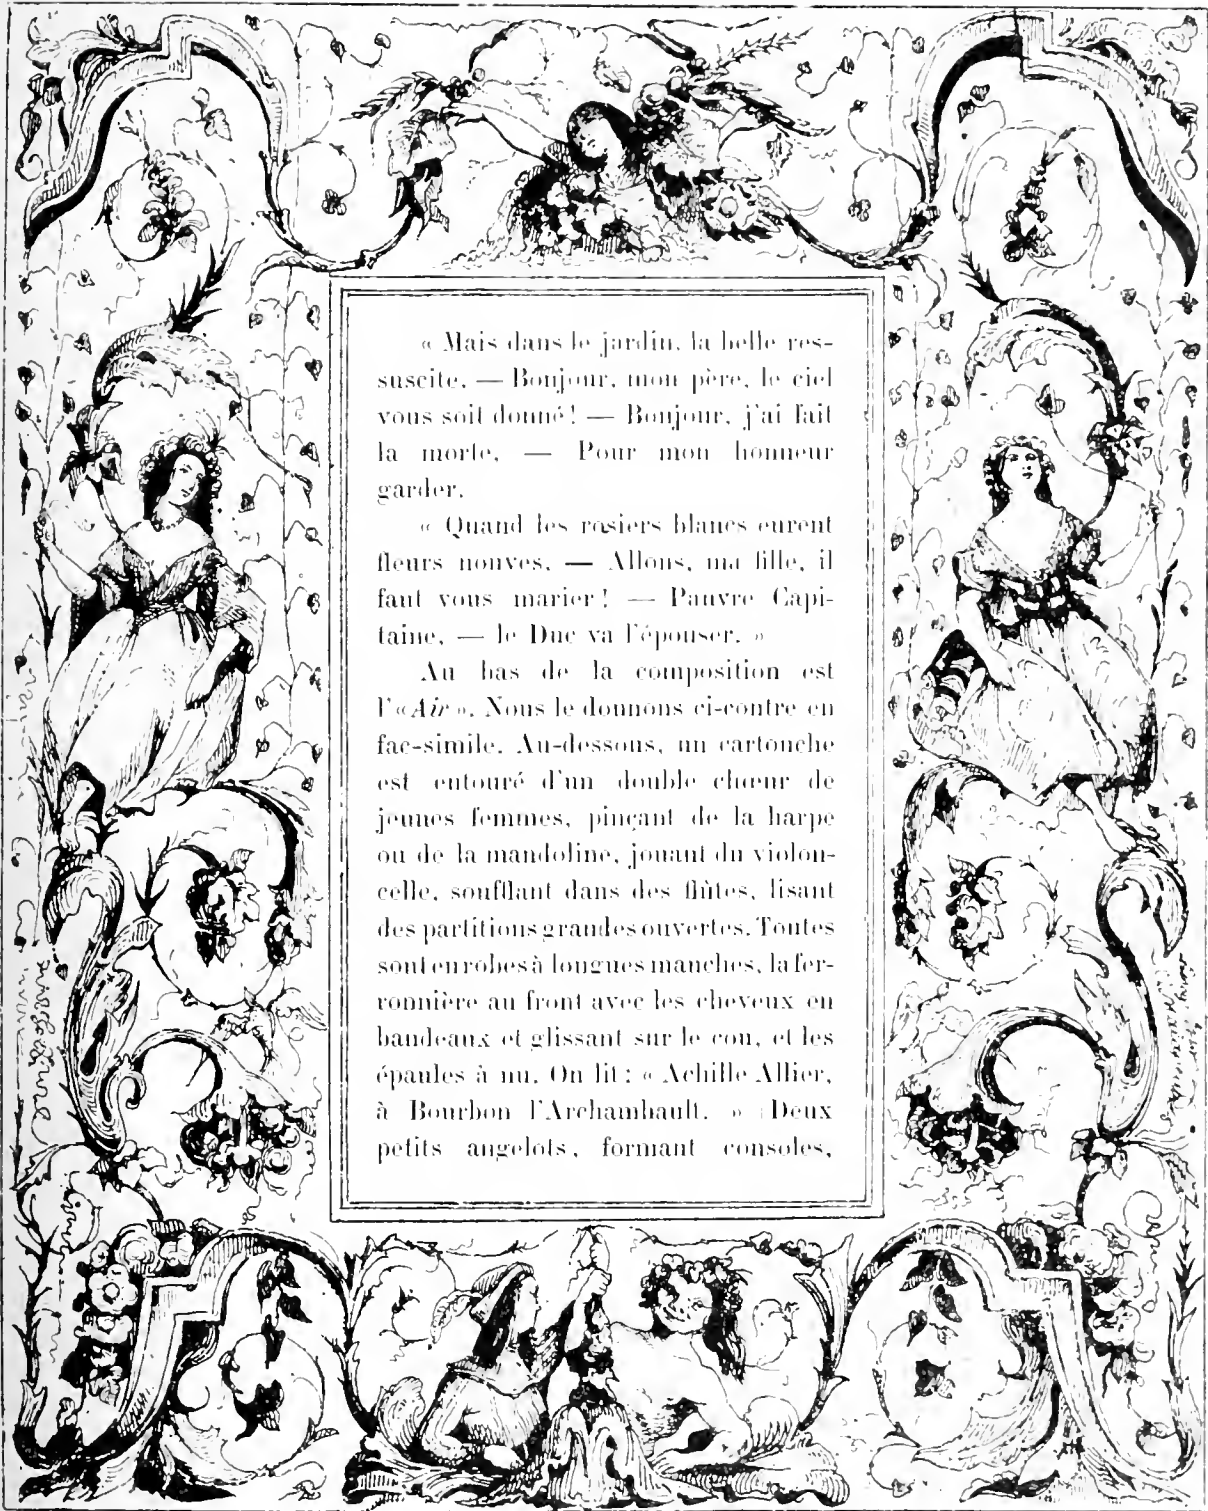 « Mais dans le jardin, la belle res-
suscite. — Bonjour, mon père, le ciel
vous soit donné! — Bonjour, j'ai fait
la morte, — Pour mon honneur
garder.
« Quand les rosiers blancs eurent
fleurs nouves, — Allons, ma fille, il
faut vous marier! — Pauvre Capi-
taine, — le Duc va l'épouser. »
Au bas de la composition est
l'«Air». Nous le donnons ci-contre en
fac-simile. Au-dessous, un cartouche
est entouré d'un double chœur de
jeunes femmes, pinçant de la harpe
ou de la mandoline, jouant du violon-
celle, soufflant dans des flûtes, lisant
des partitions grandes ouvertes. Toutes
sont en robes à longues manches, la fer-
ronnière au front avec les cheveux en
bandeaux et glissant sur le cou, et les
épaules à nu. On lit : « Achille Allier,
à Bourbon l'Archambault. » Deux
petits angelots, formant consoles,